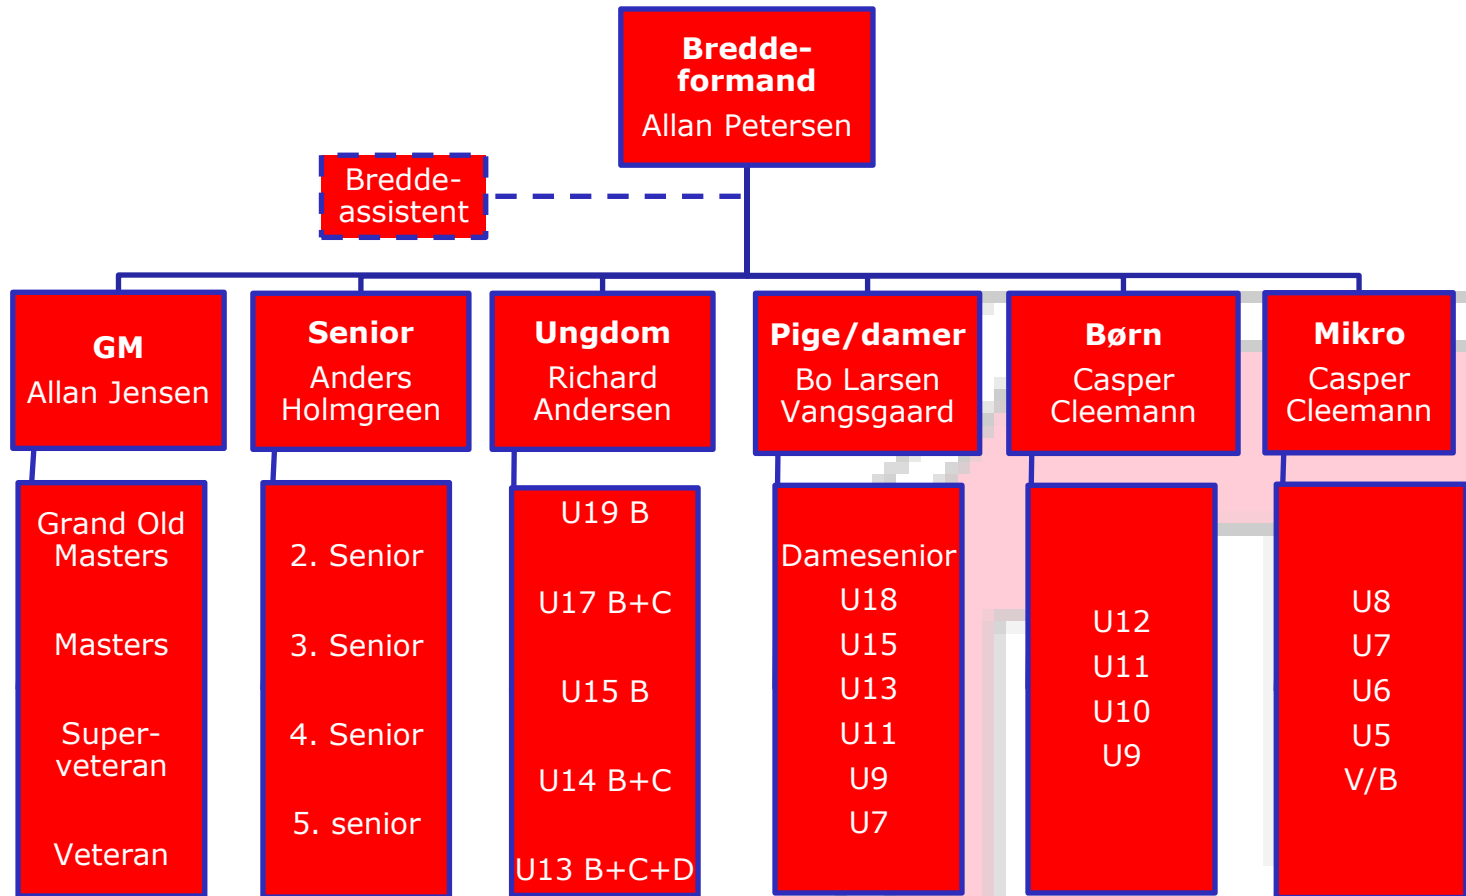 Bredde-
formand
Allan Petersen
Bredde-
assistent
GM
Allan Jensen
Senior
Anders
Holmgreen
Ungdom
Richard
Andersen
Pige/damer
Bo Larsen
Vangsgaard
Børn
Casper
Cleemann
Mikro
Casper
Cleemann
Grand Old
Masters
Masters
Super-
veteran
Veteran
2. Senior
3. Senior
4. Senior
5. senior
U19 B
U17 B+C
U15 B
U14 B+C
U13 B+C+D
Damesenior
U18
U15
U13
U11
U9
U7
U12
U11
U10
U9
U8
U7
U6
U5
V/B